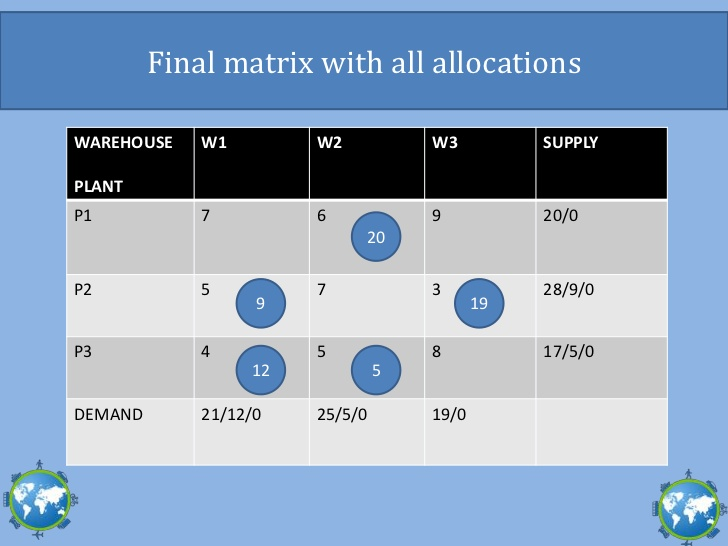 Final matrix with all allocations
WAREHOUSE W1 W2 W3 SUPPLY
PLANT
P1 7 6 20 9 20/0
P2 5 9 7 3 19 28/9/0
P3 4 12 5 5 8 17/5/0
DEMAND 21/12/0 25/5/0 19/0